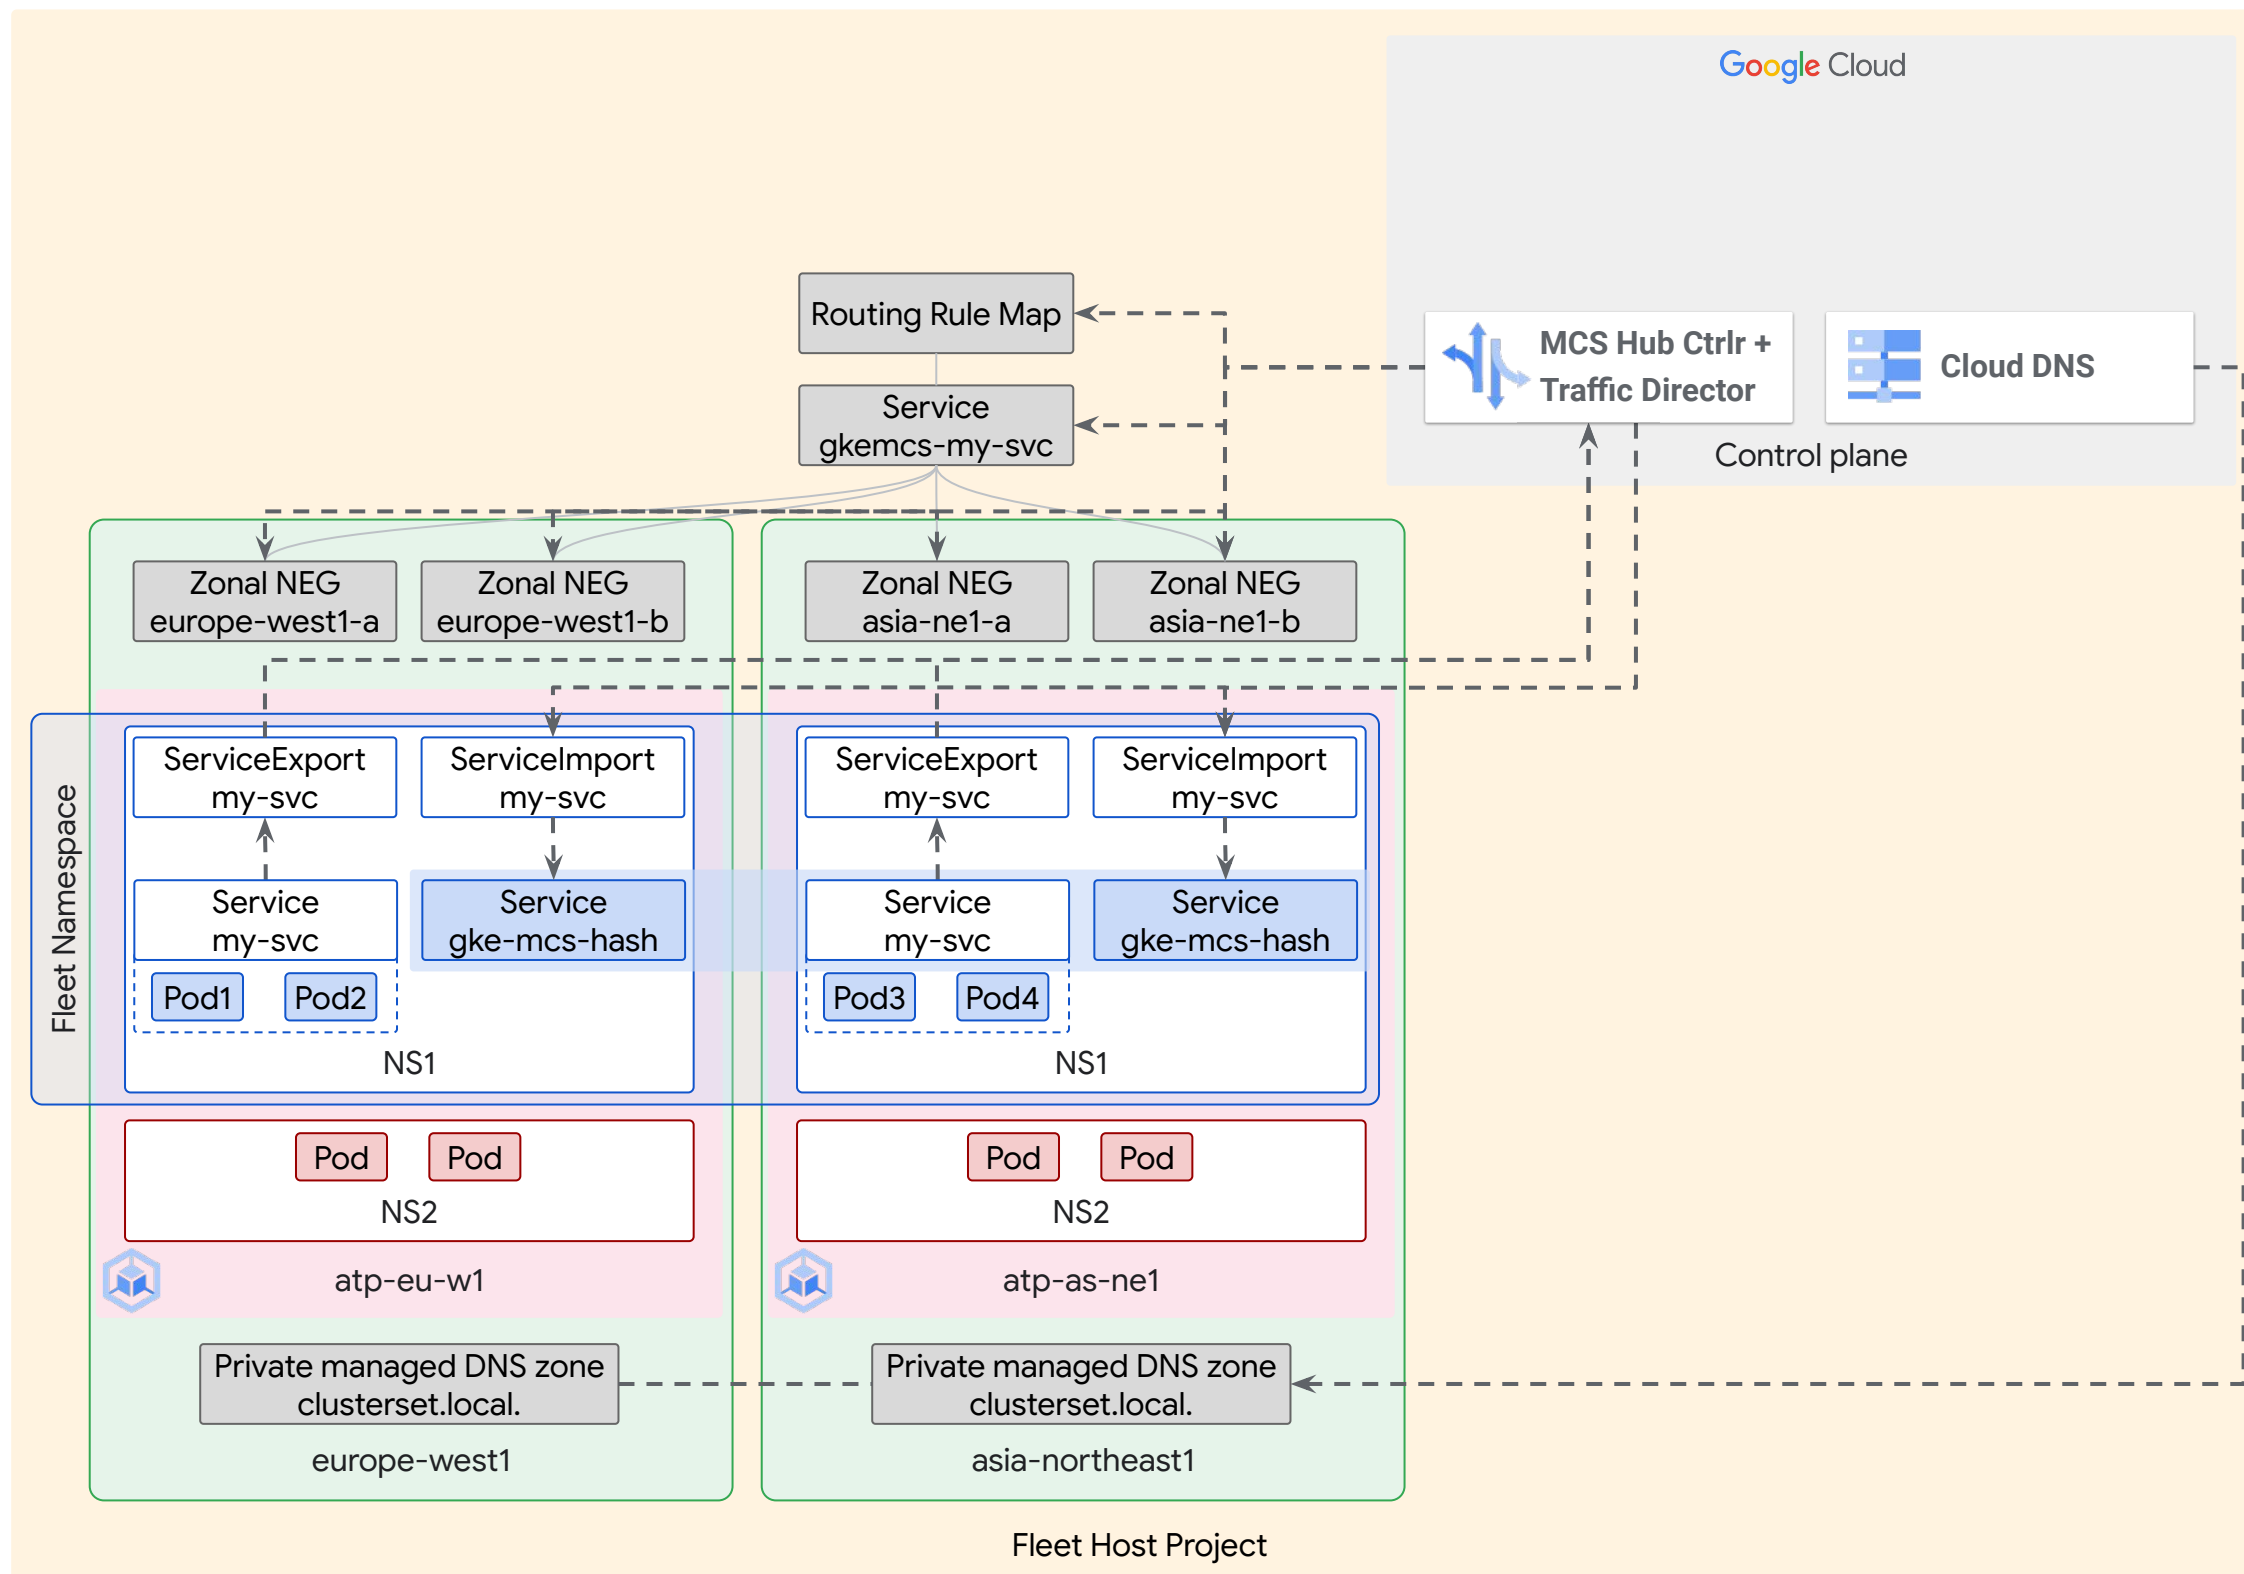 Google Cloud
Routing Rule Map
MCS Hub Ctrlr +
Traffic Director
Cloud DNS
Control plane
Service
gkemcs-my-svc
Zonal NEG
europe-west1-a
Zonal NEG
europe-west1-b
Zonal NEG
asia-ne1-a
Zonal NEG
asia-ne1-b
Fleet Namespace
ServiceExport
my-svc
ServiceImport
my-svc
Service
my-svc
Service
gke-mcs-hash
Pod1
Pod2
NS1
ServiceExport
my-svc
ServiceImport
my-svc
Service
my-svc
Service
gke-mcs-hash
Pod3
Pod4
NS1
Pod
Pod
NS2
Pod
Pod
NS2
atp-eu-w1
atp-as-ne1
Private managed DNS zone
clusterset.local.
Private managed DNS zone
clusterset.local.
europe-west1
asia-northeast1
Fleet Host Project